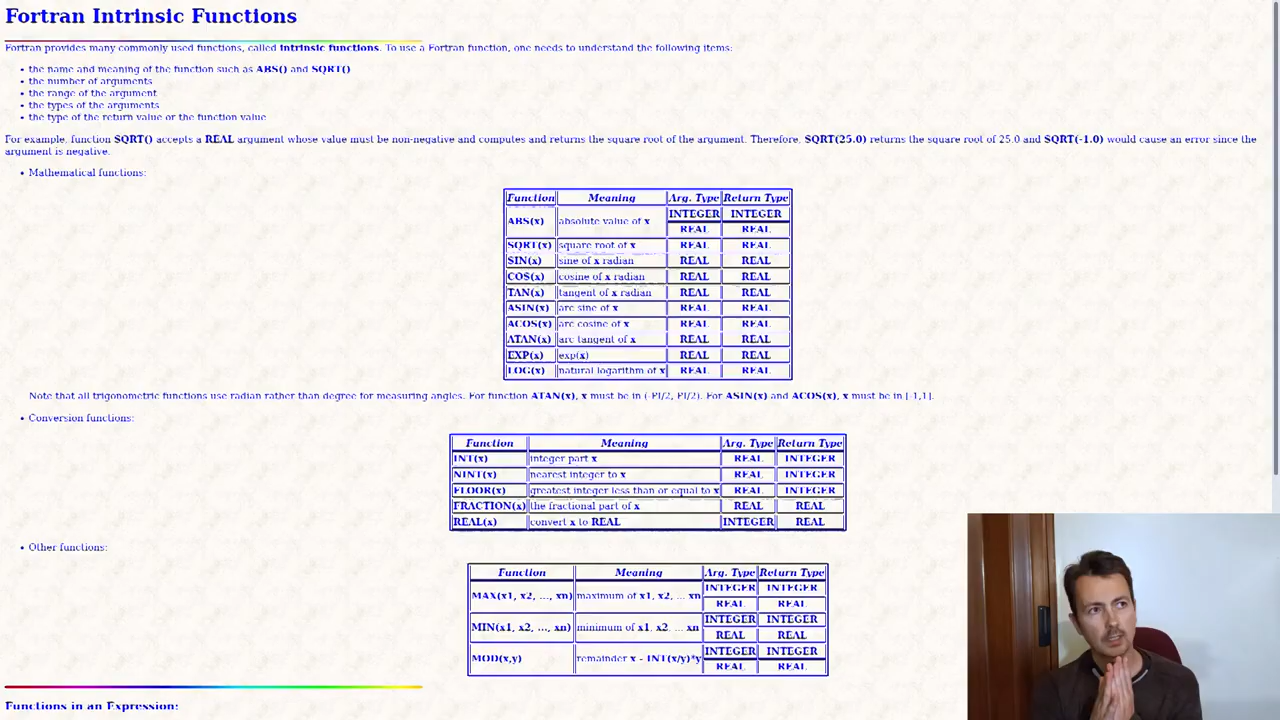 Fortran Intrinsic Functions
Fortran provides many commonly used functions, called intrinsic functions. To use a Fortran function, one needs to understand the following items:
• the name and meaning of the function such as ABS() and SQRT()
• the number of arguments
• the range of the argument
• the types of the arguments
• the type of the return value or the function value
For example, function SQRT() accepts a REAL argument whose value must be non-negative and computes and returns the square root of the argument. Therefore, SQRT(25.0) returns the square root of 25.0 and SQRT(-1.0) would cause an error since the
argument is negative.
• Mathematical functions:
Function Meaning Arg. Type Return Type
ABS(x) absolute value of x INTEGER INTEGER
REAL REAL
SQRT(x) square root of x REAL REAL
SIN(x) sine of x radian REAL REAL
COS(x) cosine of x radian REAL REAL
TAN(x) tangent of x radian REAL REAL
ASIN(x) arc sine of x REAL REAL
ACOS(x) arc cosine of x REAL REAL
ATAN(x) arc tangent of x REAL REAL
EXP(x) exp(x) REAL REAL
LOG(x) natural logarithm of x REAL REAL
Note that all trigonometric functions use radian rather than degree for measuring angles. For function ATAN(x), x must be in (-PI/2, PI/2). For ASIN(x) and ACOS(x), x must be in [-1,1].
• Conversion functions:
Function Meaning Arg. Type Return Type
INT(x) integer part x REAL INTEGER
NINT(x) nearest integer to x REAL INTEGER
FLOOR(x) greatest integer less than or equal to x REAL INTEGER
FRACTION(x) the fractional part of x REAL REAL
REAL(x) convert x to REAL INTEGER REAL
• Other functions:
Function Meaning Arg. Type Return Type
MAX(x1, x2, ..., xn) maximum of x1, x2, ... xn INTEGER INTEGER
REAL REAL
MIN(x1, x2, ..., xn) minimum of x1, x2, ... xn INTEGER INTEGER
REAL REAL
MOD(x,y) remainder x - INT(x/y)*y INTEGER INTEGER
REAL REAL
Functions in an Expression: